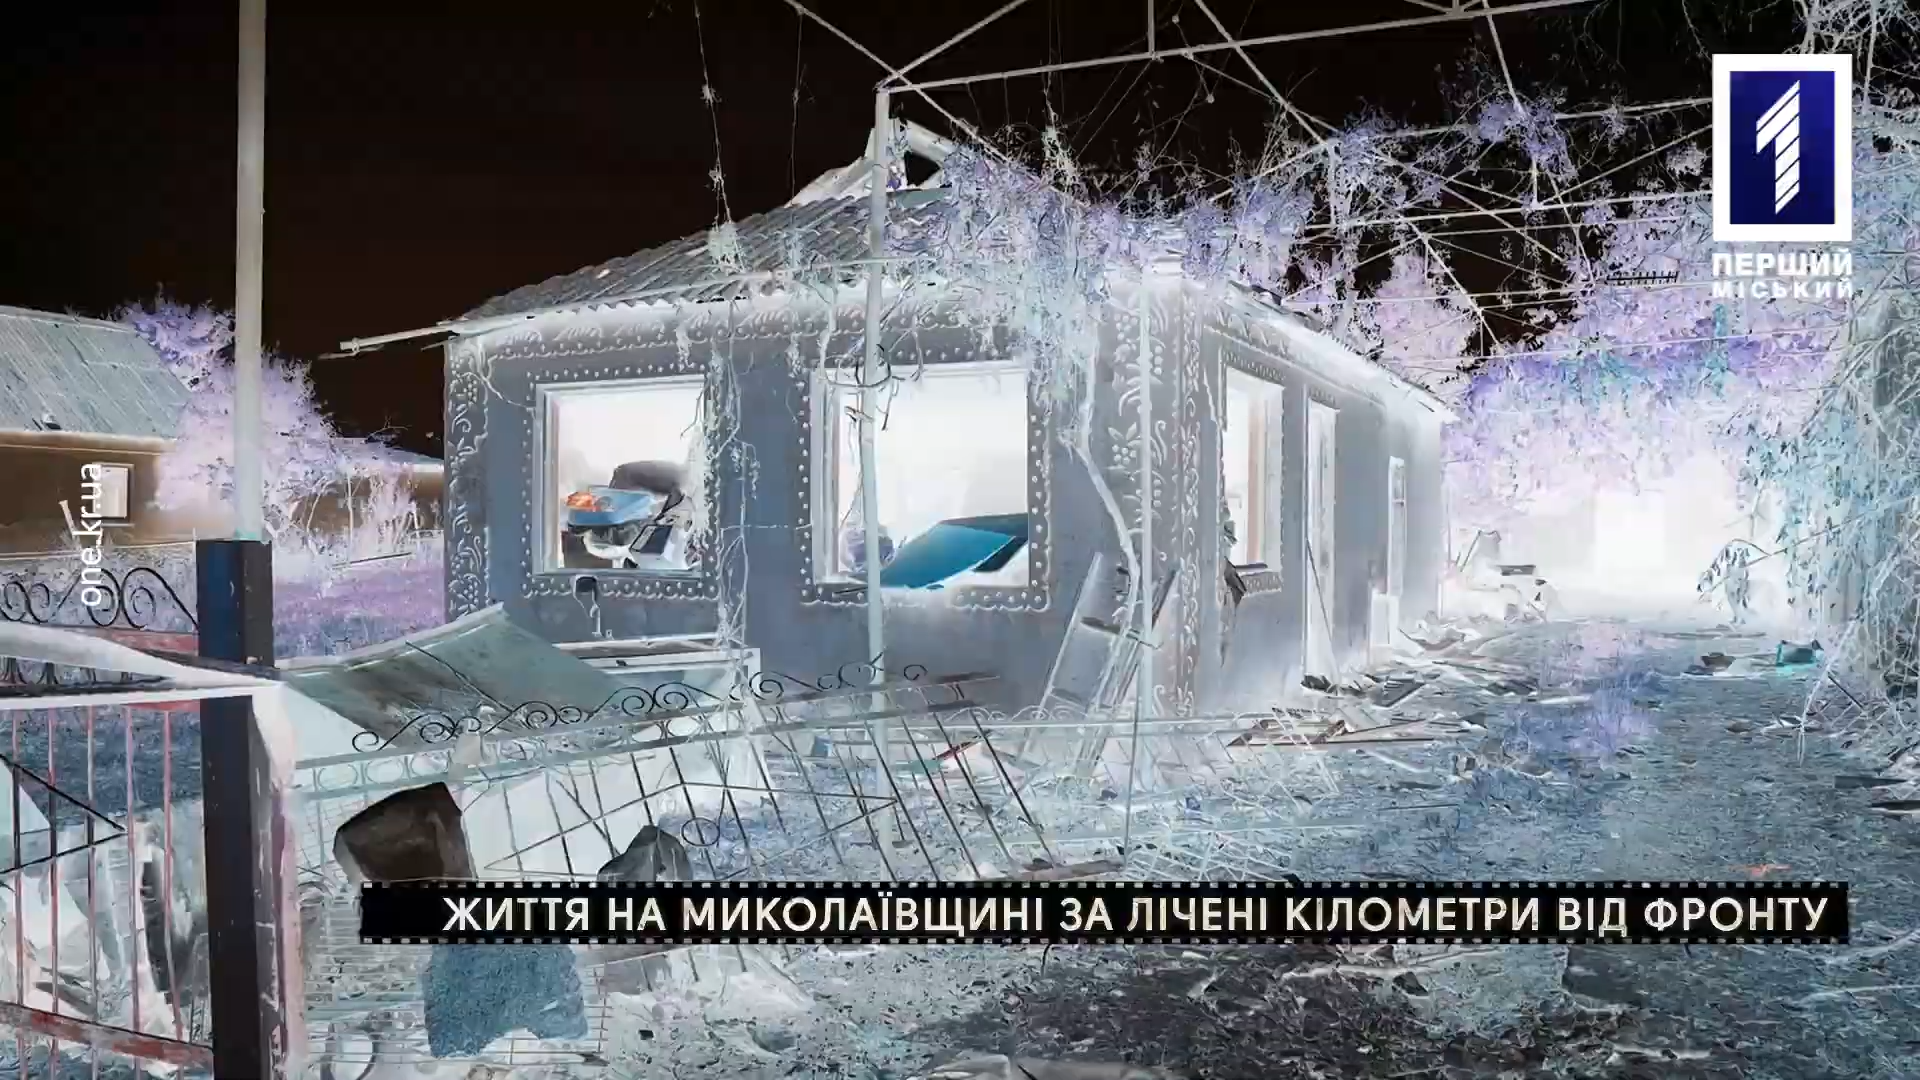 ПЕРШИЙ
МІСЬКИЙ
one.kr.ua
ЖИТТЯ НА МИКОЛАЇВЩИНІ ЗА ЛІЧЕНІ КІЛОМЕТРИ ВІД ФРОНТУ